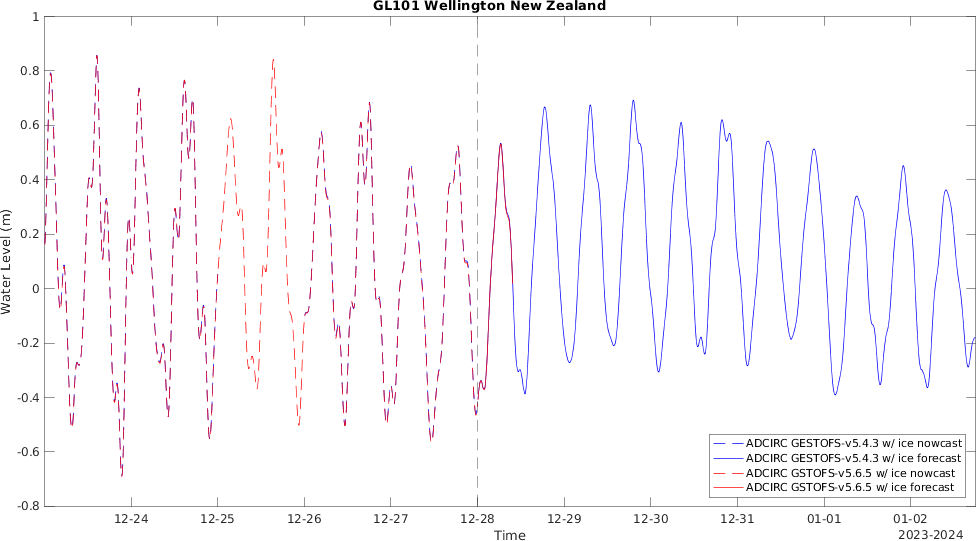 GL101 Wellington New Zealand
1
0.8
0.6
0.4
0.2
0
-0.2
-0.4
-0.6
-0.8
Water Level (m)
ADCIRC GESTOFS-v5.4.3 w/ ice nowcast
ADCIRC GESTOFS-v5.4.3 w/ ice forecast
ADCIRC GSTOFS-v5.6.5 w/ ice nowcast
ADCIRC GSTOFS-v5.6.5 w/ ice forecast
12-24 12-25 12-26 12-27 12-28 12-29 12-30 12-31 01-01 01-02
Time
2023-2024